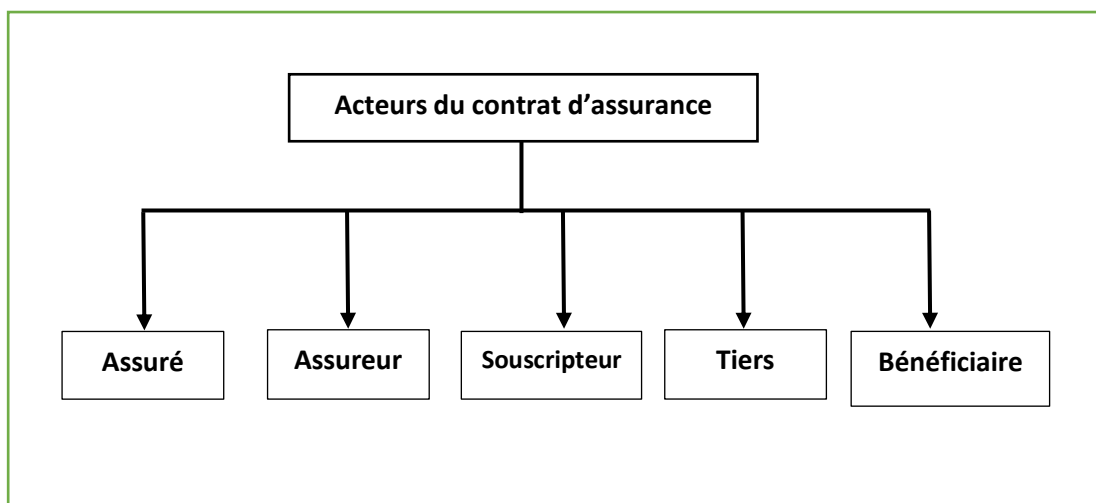 Acteurs du contrat d’assurance
Assuré
Assureur
Souscripteur
Tiers
Bénéficiaire